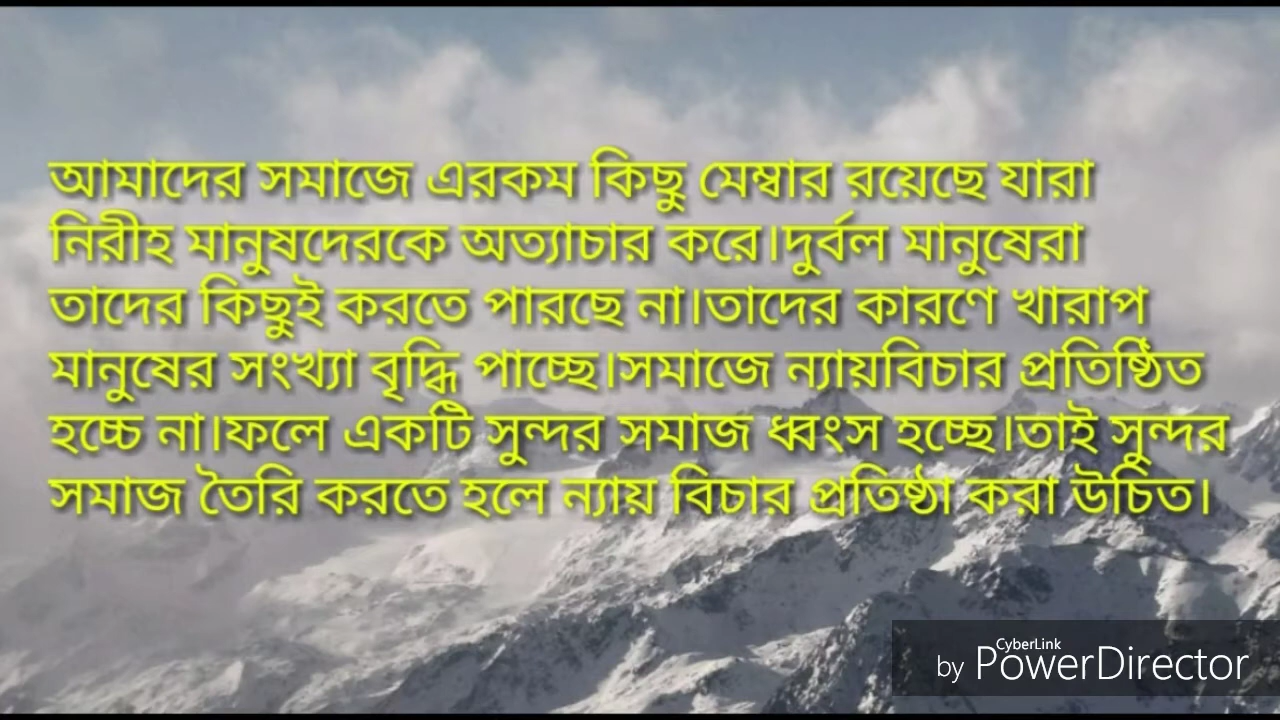 আমাদের সমাজে এরকম কিছু মেম্বার রয়েছে যারা
নিরীহ মানুষদেরকে অত্যাচার করে।দুর্বল মানুষেরা
তাদের কিছুই করতে পারছে না।তাদের কারণে খারাপ
মানুষের সংখ্যা বৃদ্ধি পাচ্ছে।সমাজে ন্যায়বিচার প্রতিষ্ঠিত
হচ্চে না।ফলে একটি সুন্দর সমাজ ধ্বংস হচ্ছে।তাই সুন্দর
সমাজ তৈরি করতে হলে ন্যায় বিচার প্রতিষ্ঠা করা উচিত।
CyberLink
by PowerDirector